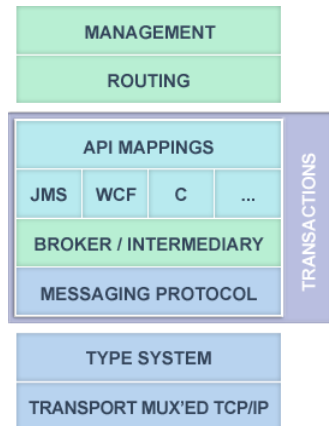 MANAGEMENT
ROUTING
API MAPPINGS
JMS WCF C ...
BROKER / INTERMEDIARY
MESSAGING PROTOCOL
TRANSACTIONS
TYPE SYSTEM
TRANSPORT MUX'ED TCP/IP